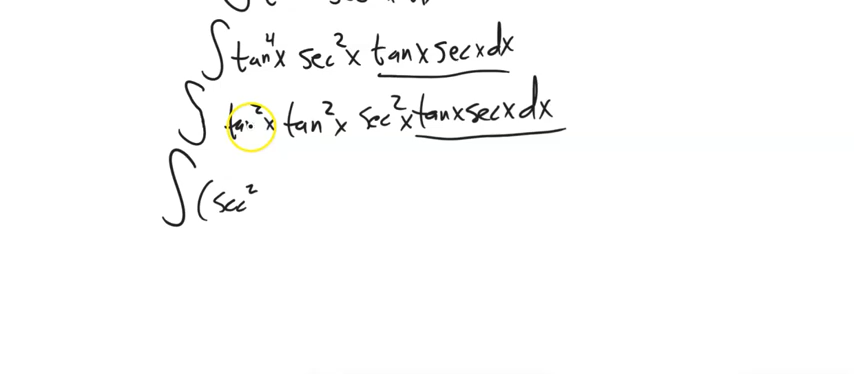 ∫ tan⁴x sec²x tanx secx dx
∫ tan²x tan²x sec²x tanx secx dx
∫ (sec²